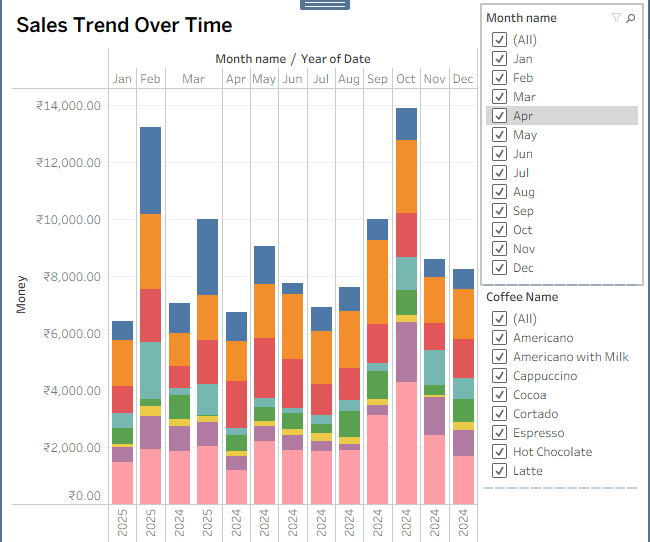 Sales Trend Over Time
Month name / Year of Date
Jan Feb Mar Apr May Jun Jul Aug Sep Oct Nov Dec
₹14,000.00
₹12,000.00
₹10,000.00
₹8,000.00
₹6,000.00
₹4,000.00
₹2,000.00
₹0.00
Money
2025 2025 2024 2025 2024 2024 2024 2024 2024 2024 2024 2024 2024
Month name
(All)
Jan
Feb
Mar
Apr
May
Jun
Jul
Aug
Sep
Oct
Nov
Dec
Coffee Name
(All)
Americano
Americano with Milk
Cappuccino
Cocoa
Cortado
Espresso
Hot Chocolate
Latte